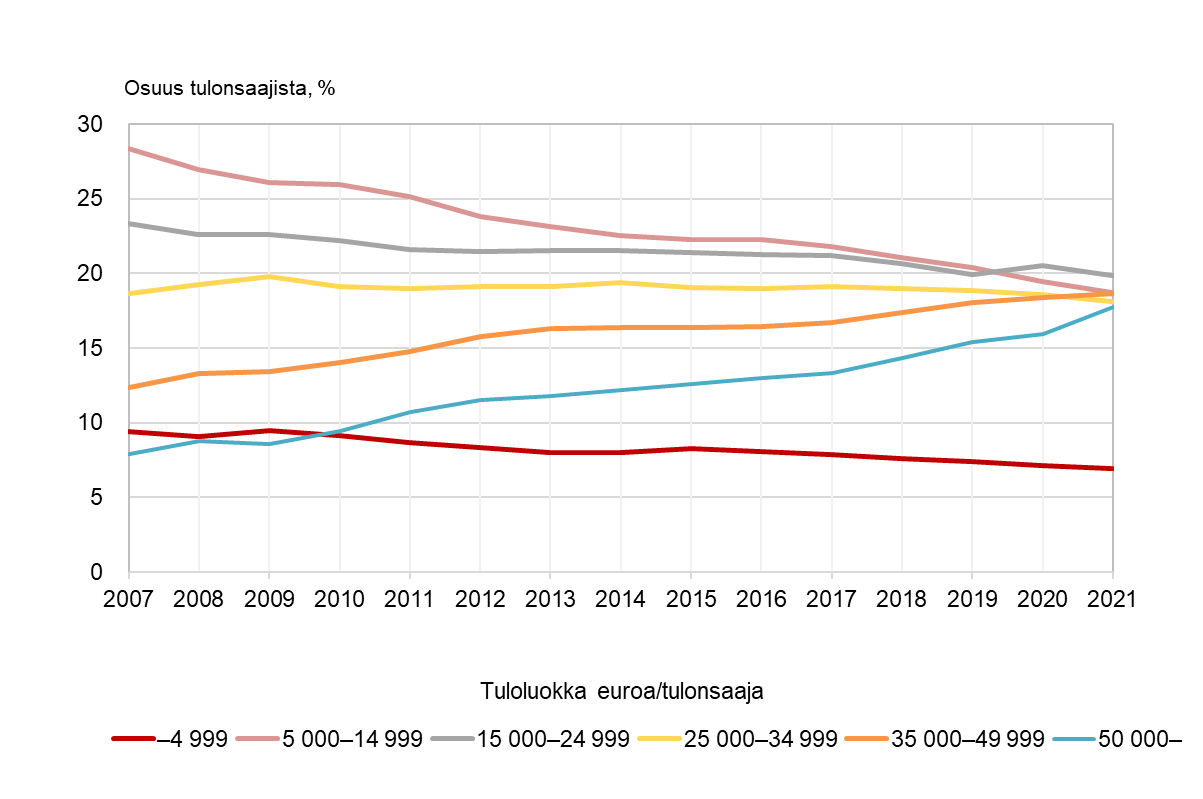 Osuus tulonsaajista, %
30
25
20
15
10
5
0
2007 2008 2009 2010 2011 2012 2013 2014 2015 2016 2017 2018 2019 2020 2021
Tuloluokka euroa/tulonsaaja
–4 999 5 000–14 999 15 000–24 999 25 000–34 999 35 000–49 999 50 000–